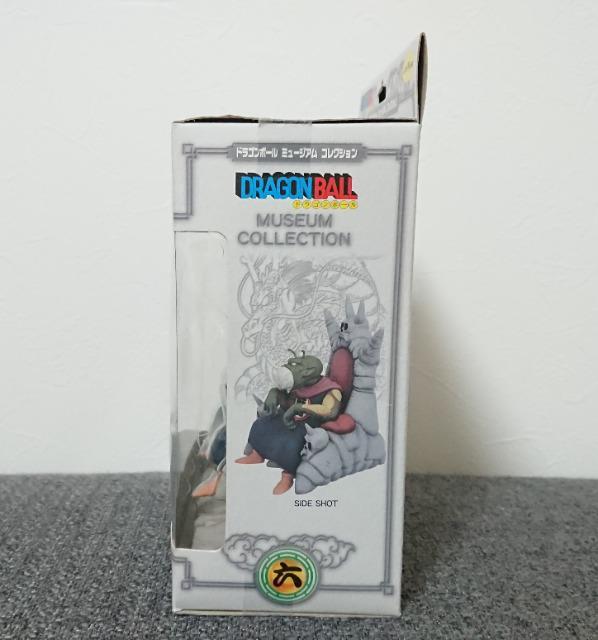 ドラゴンボール ミュージアム コレクション
DRAGON BALL
ドラゴンボール
MUSEUM
COLLECTION
SIDE SHOT
六